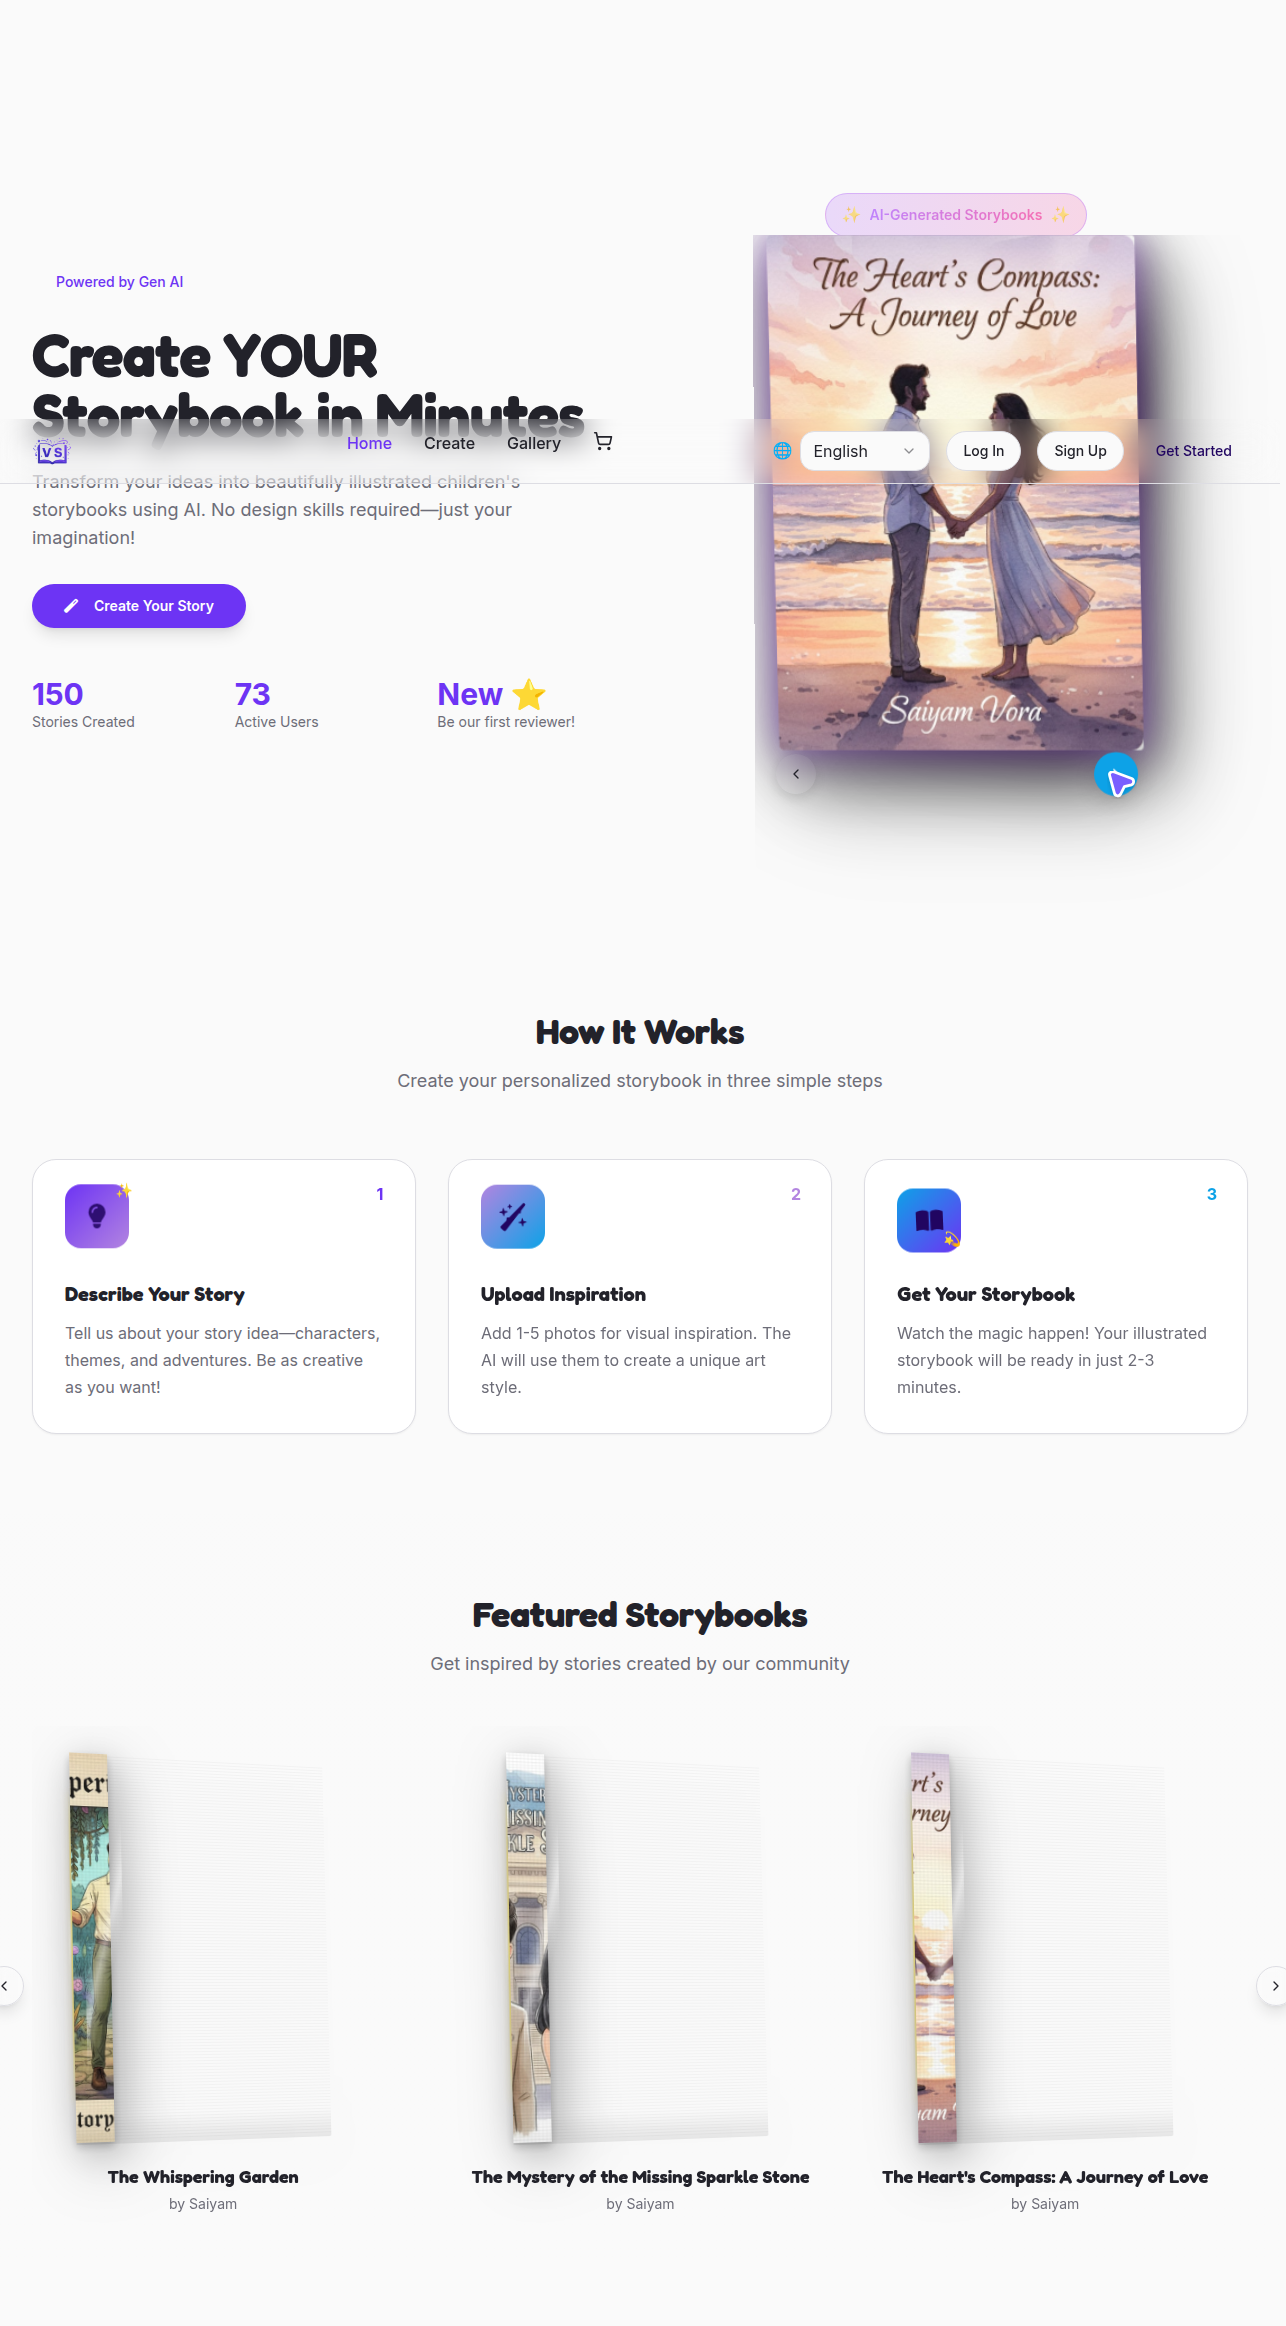 AI-Generated Storybooks
The Heart's Compass:
A Journey of Love
Powered by Gen AI
Create YOUR
Storybook in Minutes
VS
Home
Create
Gallery
English
Log In
Sign Up
Get Started
Transform your ideas into beautifully illustrated children's
storybooks using AI. No design skills required—just your
imagination!
Create Your Story
150
Stories Created
73
Active Users
New
Be our first reviewer!
Saiyam Vora
How It Works
Create your personalized storybook in three simple steps
1
Describe Your Story
Tell us about your story idea—characters,
themes, and adventures. Be as creative
as you want!
2
Upload Inspiration
Add 1-5 photos for visual inspiration. The
AI will use them to create a unique art
style.
3
Get Your Storybook
Watch the magic happen! Your illustrated
storybook will be ready in just 2-3
minutes.
Featured Storybooks
Get inspired by stories created by our community
The Whispering Garden
by Saiyam
The Mystery of the Missing Sparkle Stone
by Saiyam
The Heart's Compass: A Journey of Love
by Saiyam